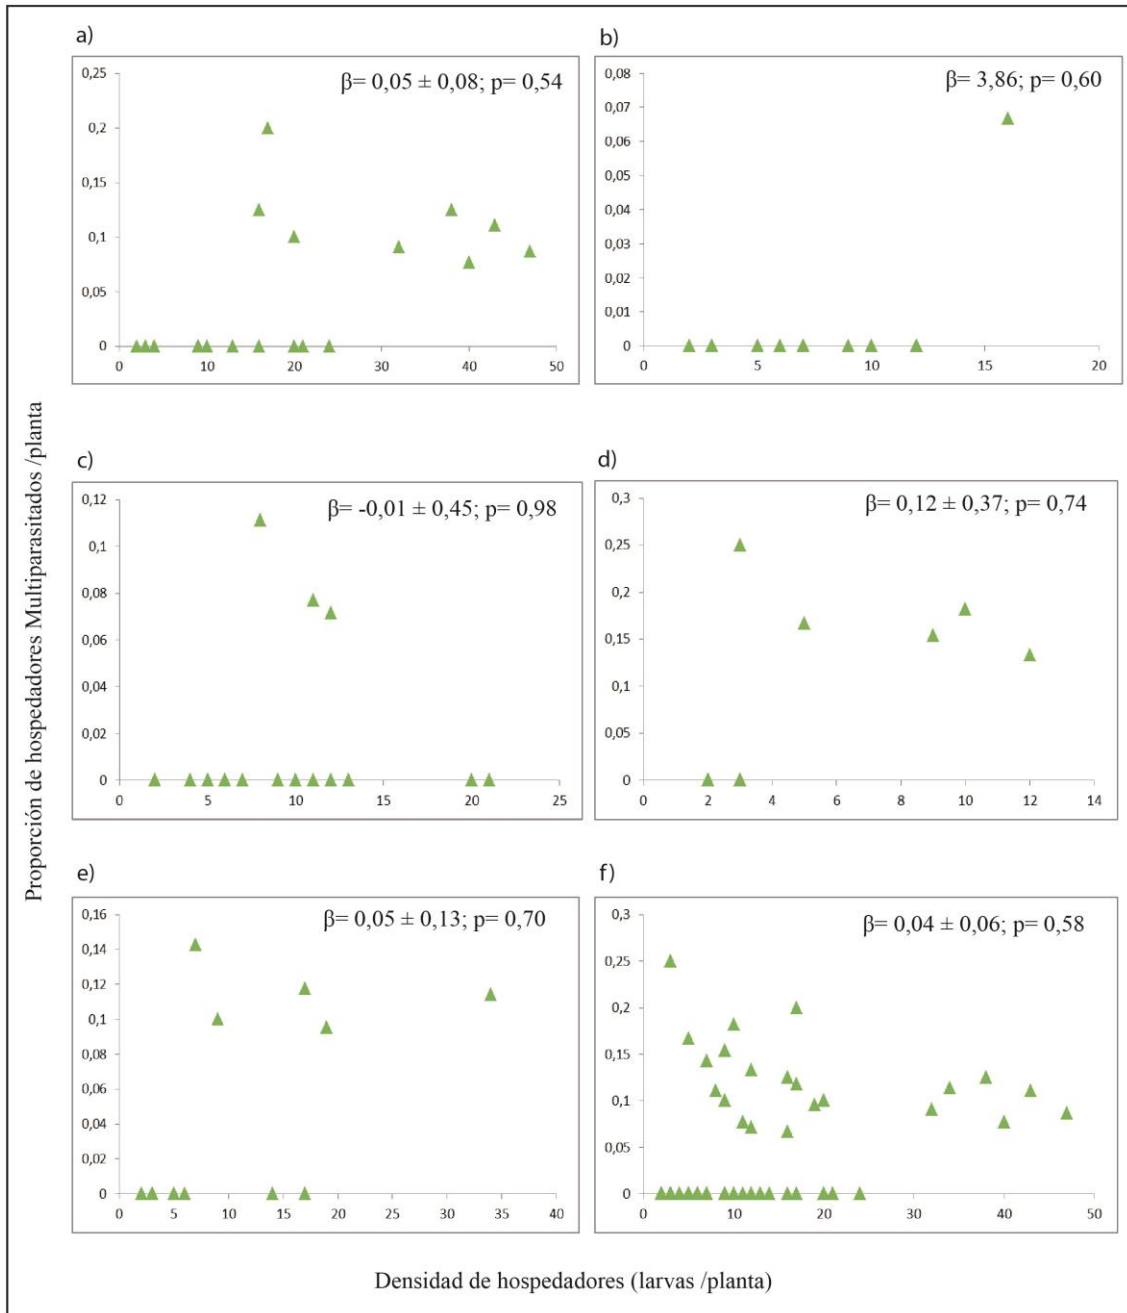 a)
β= 0,05 ± 0,08; p= 0,54
0,25
0,2
0,15
0,1
0,05
0
0 10 20 30 40 50
b)
β= 3,86; p= 0,60
0,08
0,07
0,06
0,05
0,04
0,03
0,02
0,01
0
0 5 10 15 20
c)
β= -0,01 ± 0,45; p= 0,98
0,12
0,1
0,08
0,06
0,04
0,02
0
0 5 10 15 20 25
d)
β= 0,12 ± 0,37; p= 0,74
0,3
0,25
0,2
0,15
0,1
0,05
0
0 2 4 6 8 10 12 14
e)
β= 0,05 ± 0,13; p= 0,70
0,16
0,14
0,12
0,1
0,08
0,06
0,04
0,02
0
0 5 10 15 20 25 30 35 40
f)
β= 0,04 ± 0,06; p= 0,58
0,3
0,25
0,2
0,15
0,1
0,05
0
0 10 20 30 40 50
Proporción de hospedadores Multiparasitados /planta
Densidad de hospedadores (larvas /planta)